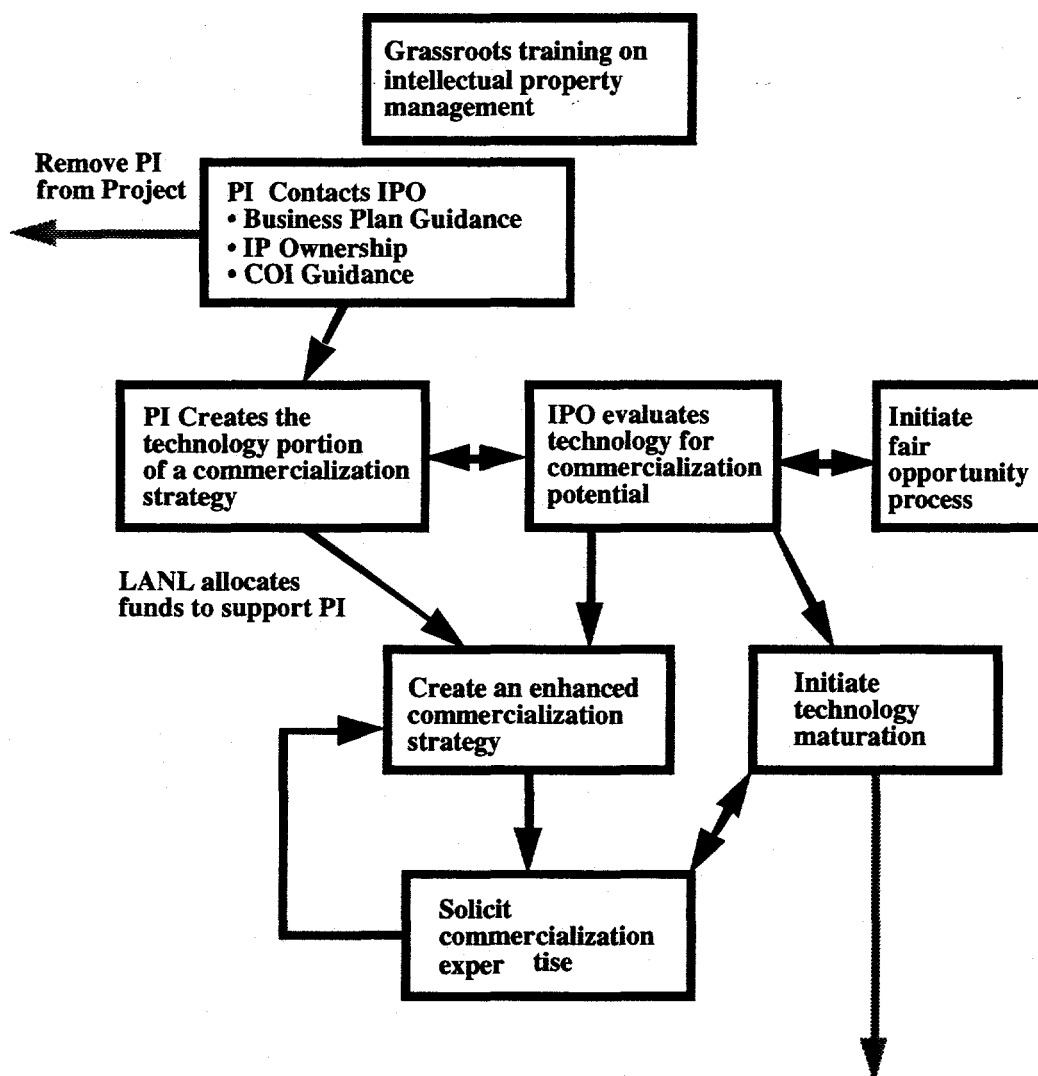 Grassroots training on
intellectual property
management
Remove PI
from Project
PI Contacts IPO
• Business Plan Guidance
• IP Ownership
• COI Guidance
PI Creates the
technology portion
of a commercialization
strategy
IPO evaluates
technology for
commercialization
potential
Initiate
fair
opportunity
process
LANL allocates
funds to support PI
Create an enhanced
commercialization
strategy
Initiate
technology
maturation
Solicit
commercialization
exper tise